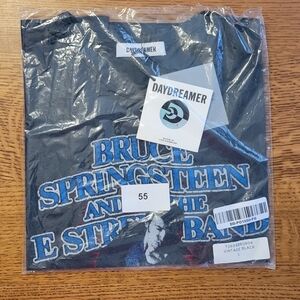 DAYDREAMER
DAYDREAMER
BRUCE
SPRINGSTEEN
AND THE
55
E STREET BAND
VINTAGE BLACK